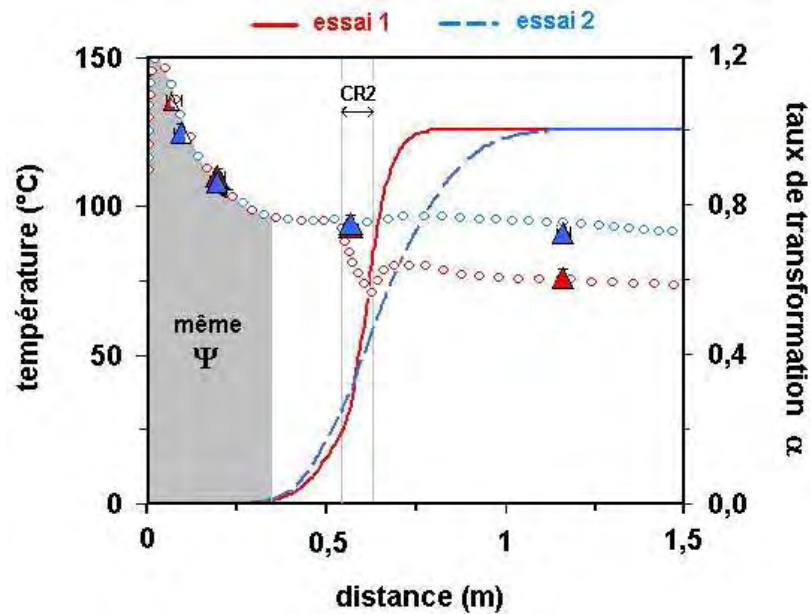 essai 1 essai 2
150 1,2
CR2
100 0,8
50 0,4
0 0,0
température (°C)
même
Ψ
taux de transformation α
0 0,5 1 1,5
distance (m)